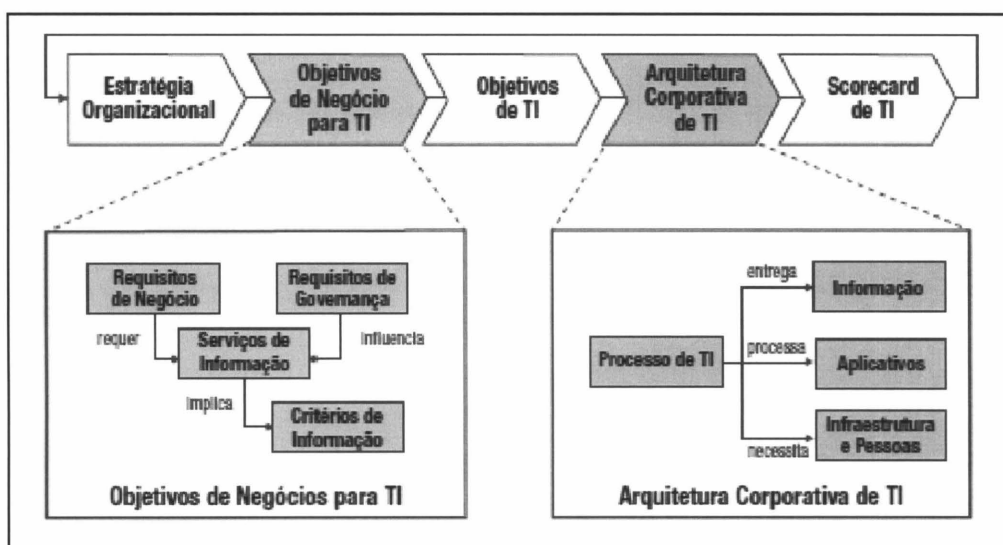 Estratégia
Organizacional
Objetivos
de Negócio
para TI
Objetivos
de TI
Arquitetura
Corporativa
de TI
Scorecard
de TI
Requisitos
de Negócio
Requisitos de
Governança
requer
influencia
Serviços de
Informação
implica
Critérios de
Informação
Objetivos de Negócios para TI
entrega
Informação
Processo de TI
processa
Aplicativos
necessita
Infraestrutura
e Pessoas
Arquitetura Corporativa de TI